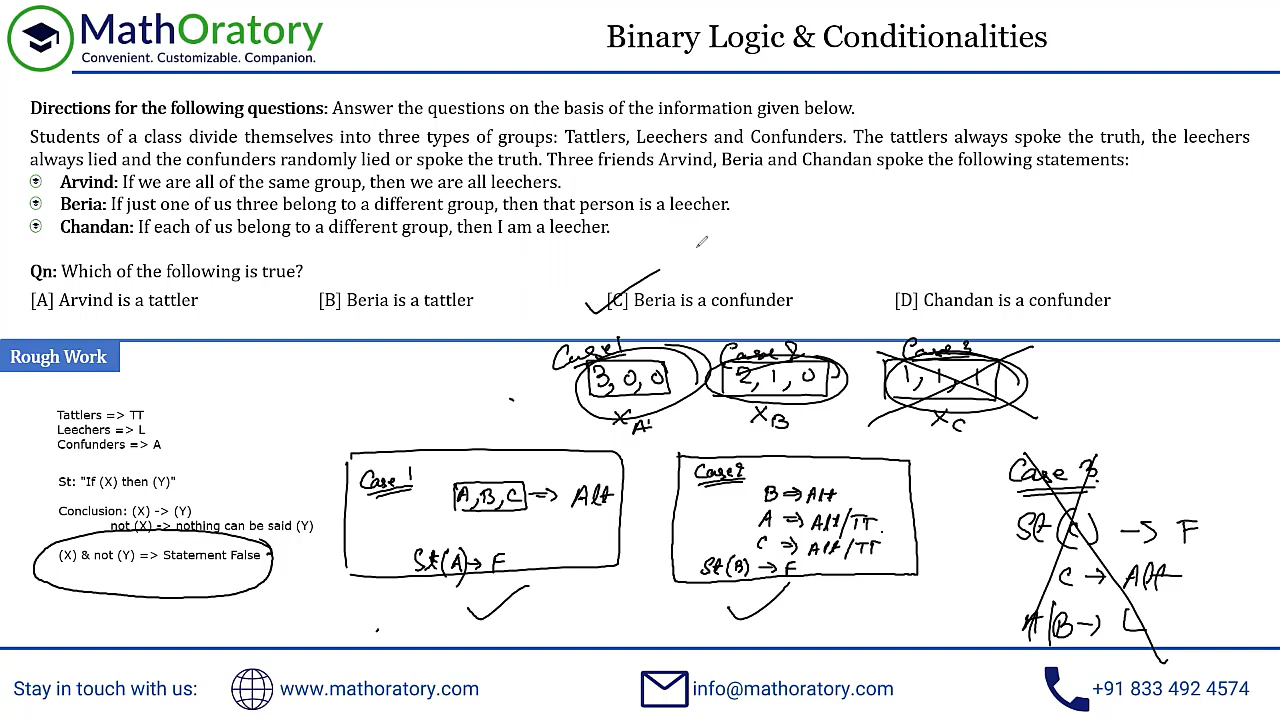 MathOratory
Convenient. Customizable. Companion.
Binary Logic & Conditionalities
Directions for the following questions: Answer the questions on the basis of the information given below.
Students of a class divide themselves into three types of groups: Tattlers, Leechers and Confunders. The tattlers always spoke the truth, the leechers
always lied and the confunders randomly lied or spoke the truth. Three friends Arvind, Beria and Chandan spoke the following statements:
Arvind: If we are all of the same group, then we are all leechers.
Beria: If just one of us three belong to a different group, then that person is a leecher.
Chandan: If each of us belong to a different group, then I am a leecher.
Qn: Which of the following is true?
[A] Arvind is a tattler [B] Beria is a tattler [C] Beria is a confunder [D] Chandan is a confunder
Rough Work
Case 1 Case 2 Case 3
3, 0, 0 2, 1, 0 1, 1, 1
XA XB XC
Tattlers => TT
Leechers => L
Confunders => A
St: "If (X) then (Y)"
Conclusion: (X) -> (Y)
not (X) -> nothing can be said (Y)
(X) & not (Y) => Statement False
Case 1
A, B, C => Alt
St(A) → F
Case 2
B => Alt
A => Alt/TT.
C => Alt/TT
St(B) → F
Case 3.
St(C) → F
C → Alt
A/B → L
Stay in touch with us: www.mathoratory.com info@mathoratory.com +91 833 492 4574